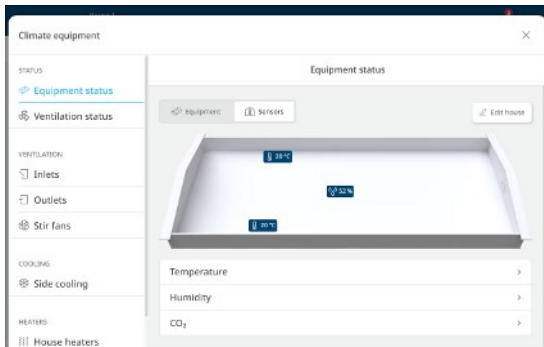 Climate equipment
STATUS
Equipment status
Ventilation status
VENTILATION
Inlets
Outlets
Stir fans
COOLING
Side cooling
HEATERS
House heaters
Equipment status
Equipment
Sensors
Edit house
52 %
Temperature
Humidity
CO₂